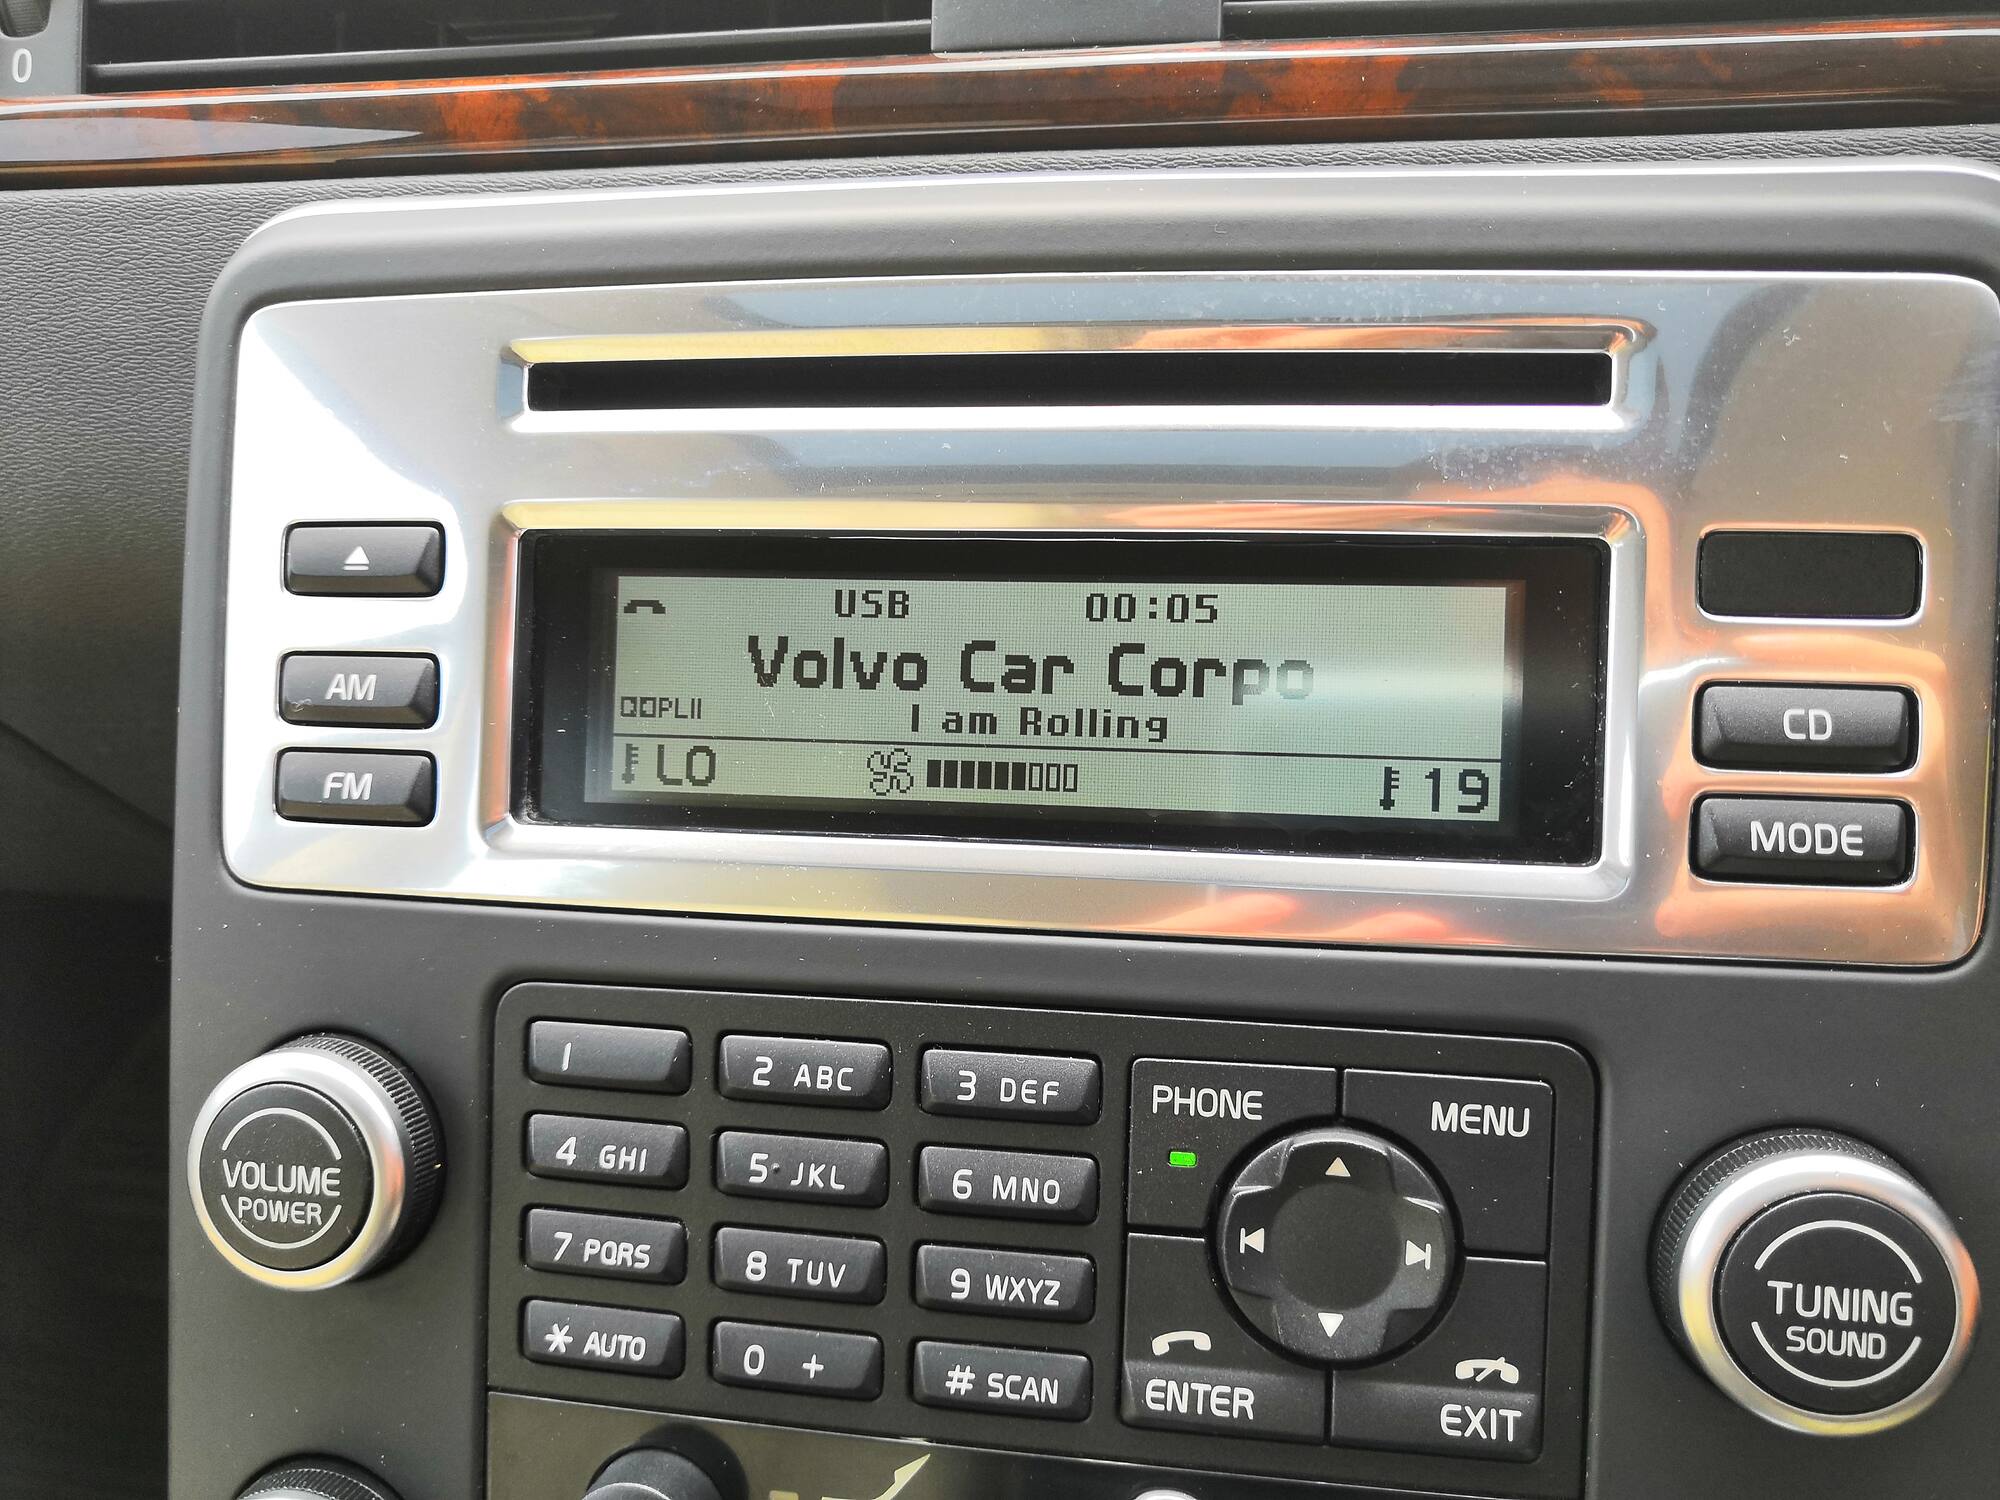 0
USB 00:05
Volvo Car Corpo
PLII
I am Rolling
LO 19
AM
FM
CD
MODE
VOLUME
POWER
1
2 ABC
3 DEF
4 GHI
5 JKL
6 MNO
7 PQRS
8 TUV
9 WXYZ
* AUTO
0 +
# SCAN
PHONE
MENU
ENTER
EXIT
TUNING
SOUND